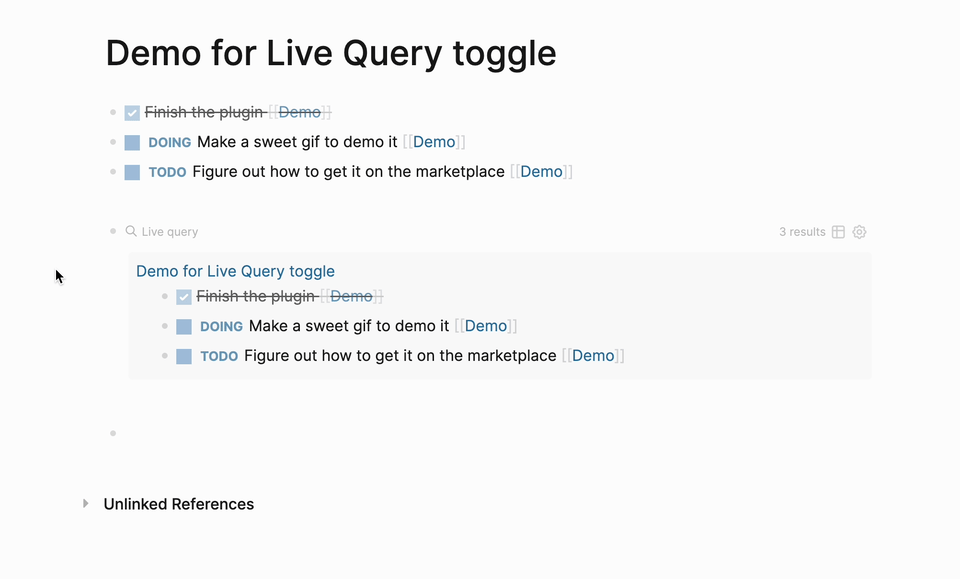 Demo for Live Query toggle
Finish the plugin [[Demo]]
DOING Make a sweet gif to demo it [[Demo]]
TODO Figure out how to get it on the marketplace [[Demo]]
Live query 3 results
Demo for Live Query toggle
Finish the plugin [[Demo]]
DOING Make a sweet gif to demo it [[Demo]]
TODO Figure out how to get it on the marketplace [[Demo]]
Unlinked References